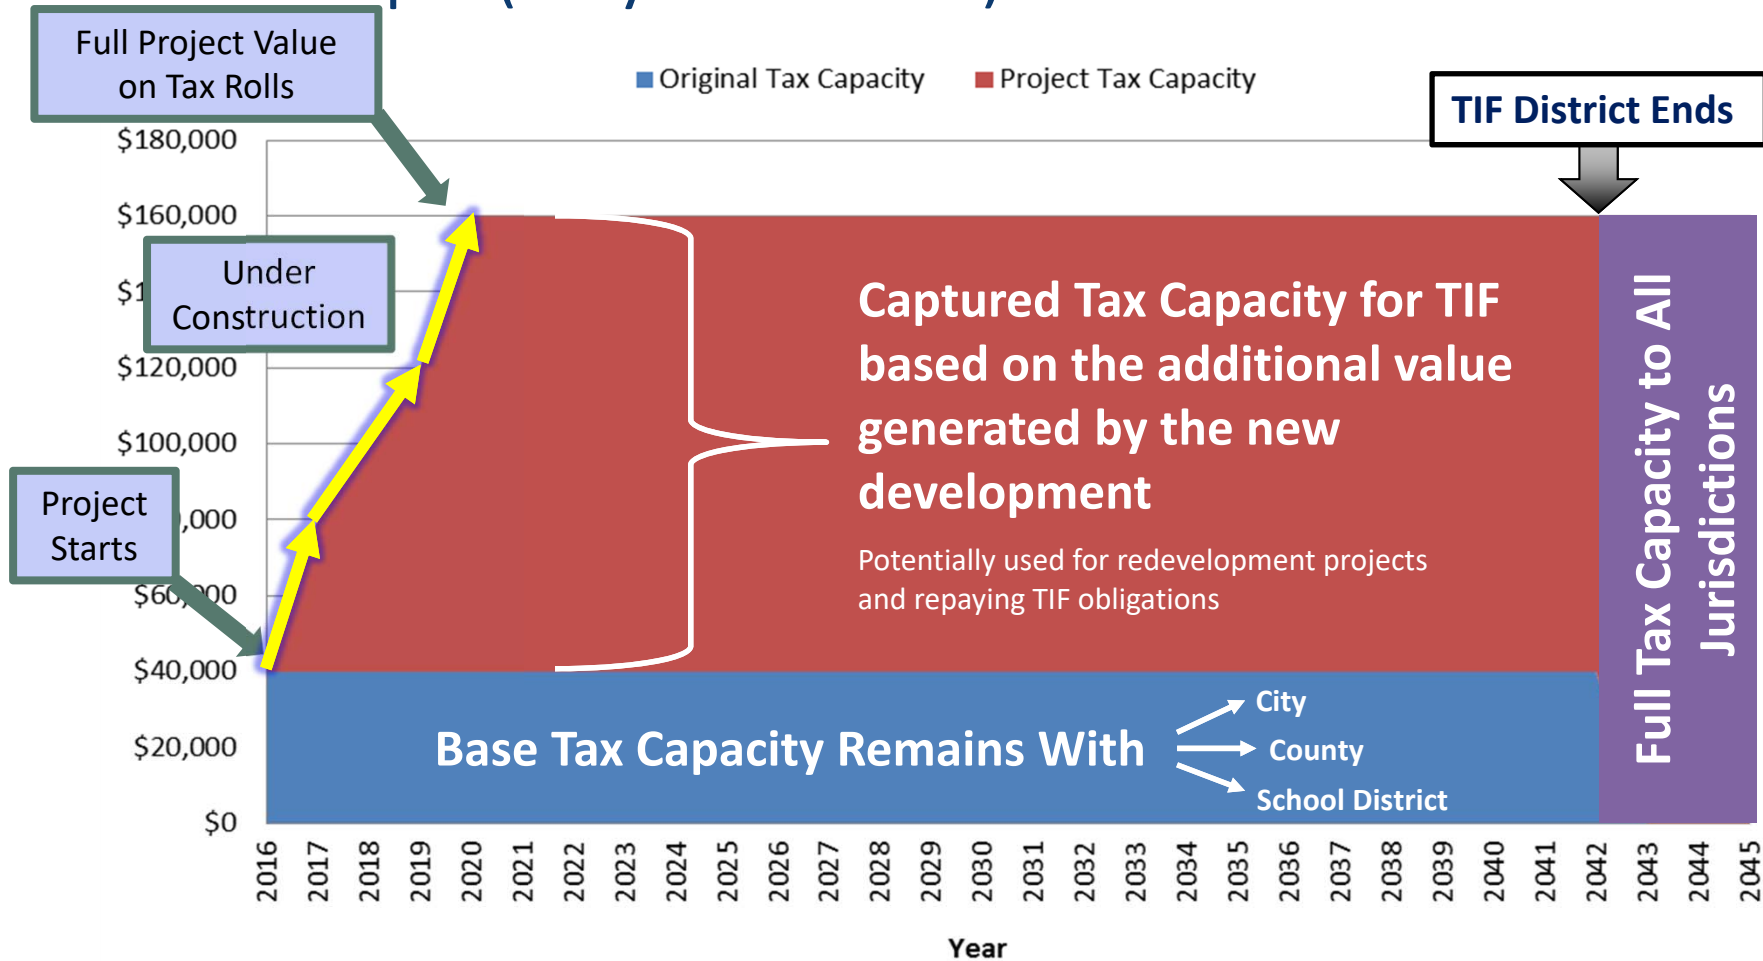 Full Project Value
on Tax Rolls
Original Tax Capacity
Project Tax Capacity
TIF District Ends
$180,000
$160,000
Under
Construction
$120,000
$100,000
Project
Starts
$60,000
$40,000
$20,000
$0
Captured Tax Capacity for TIF
based on the additional value
generated by the new
development
Potentially used for redevelopment projects
and repaying TIF obligations
Base Tax Capacity Remains With
City
County
School District
Full Tax Capacity to All
Jurisdictions
2016
2017
2018
2019
2020
2021
2022
2023
2024
2025
2026
2027
2028
2029
2030
2031
2032
2033
2034
2035
2036
2037
2038
2039
2040
2041
2042
2043
2044
2045
Year